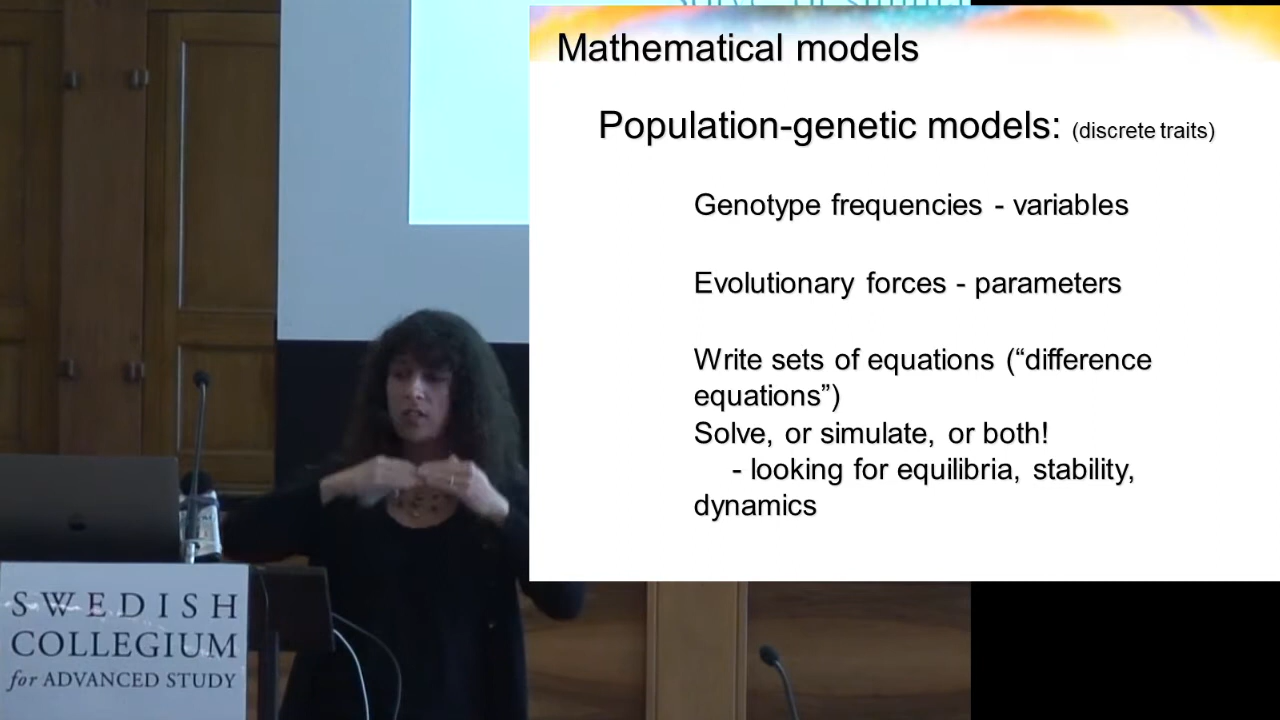 Mathematical models
Population-genetic models: (discrete traits)
Genotype frequencies - variables
Evolutionary forces - parameters
Write sets of equations (“difference
equations”)
Solve, or simulate, or both!
- looking for equilibria, stability,
dynamics
SWEDISH
COLLEGIUM
for ADVANCED STUDY